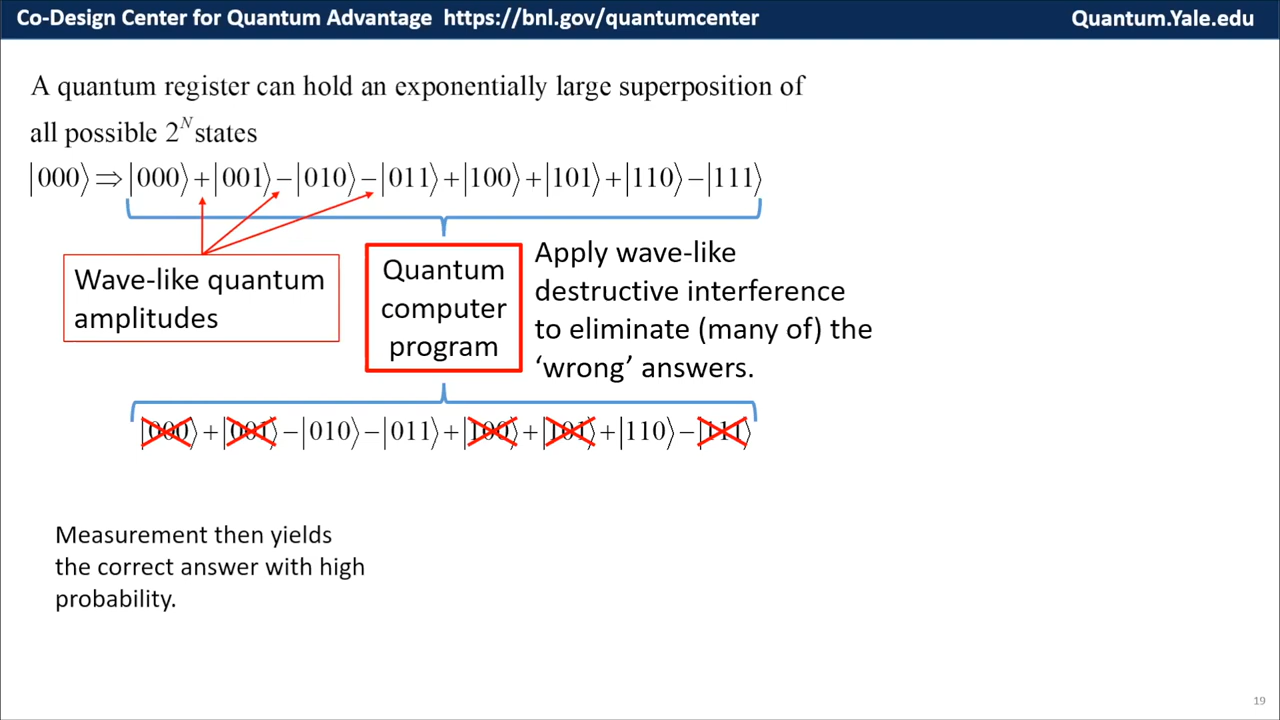 Co-Design Center for Quantum Advantage https://bnl.gov/quantumcenter
Quantum.Yale.edu
A quantum register can hold an exponentially large superposition of
all possible 2^N states
|000⟩ ⇒ |000⟩ + |001⟩ − |010⟩ − |011⟩ + |100⟩ + |101⟩ + |110⟩ − |111⟩
Wave-like quantum
amplitudes
Quantum
computer
program
Apply wave-like
destructive interference
to eliminate (many of) the
‘wrong’ answers.
|000⟩ + |001⟩ − |010⟩ − |011⟩ + |100⟩ + |101⟩ + |110⟩ − |111⟩
Measurement then yields
the correct answer with high
probability.
19